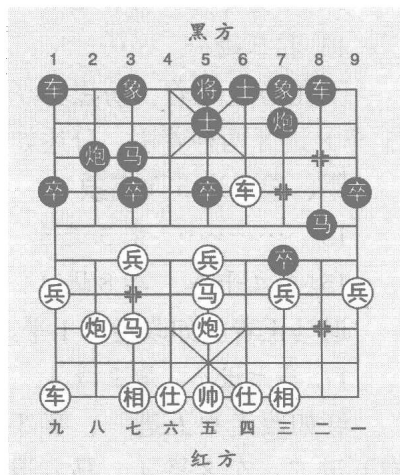 黑方
1 2 3 4 5 6 7 8 9
车 象 将 士 象 车
士 炮
炮 马
卒 卒 卒 车 卒
马
兵 兵 卒
兵 马 兵 兵
炮 马 炮
车 相 仕 帅 仕 相
九 八 七 六 五 四 三 二 一
红方